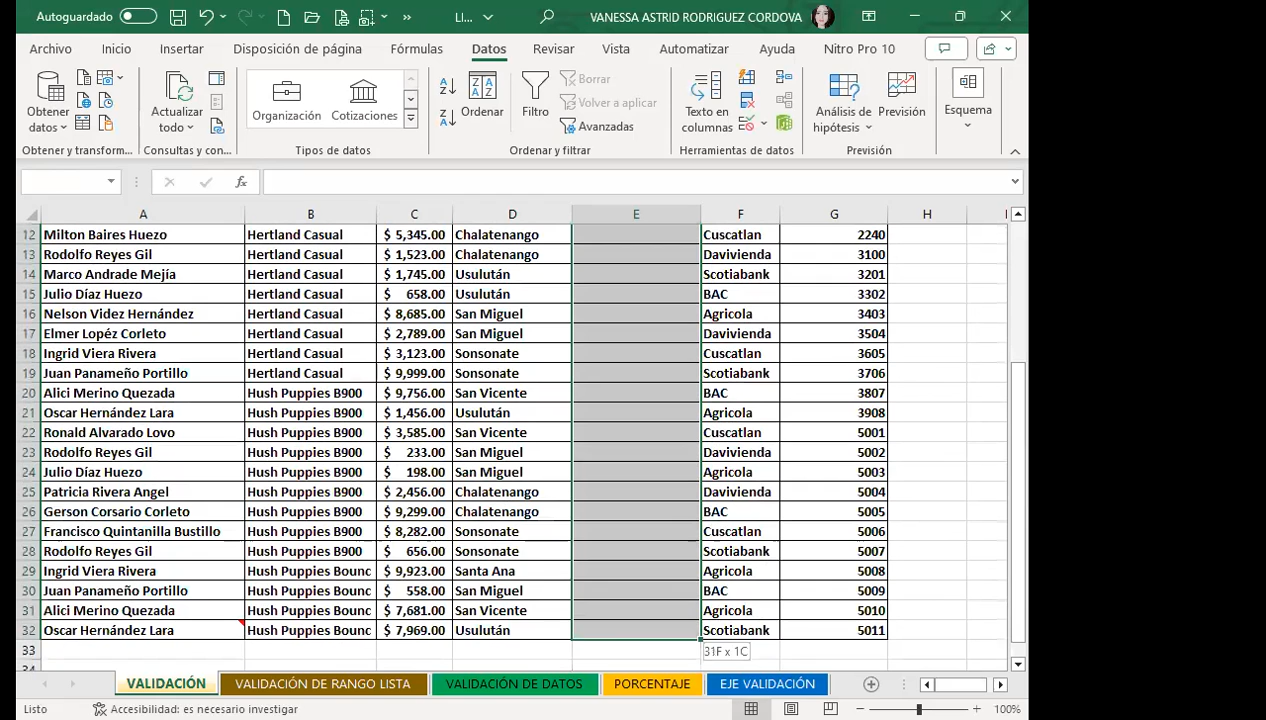 Autoguardado LI... VANESSA ASTRID RODRIGUEZ CORDOVA
Archivo Inicio Insertar Disposición de página Fórmulas Datos Revisar Vista Automatizar Ayuda Nitro Pro 10
Obtener datos
Actualizar todo
Organización Cotizaciones
Ordenar
Filtro
Borrar
Volver a aplicar
Avanzadas
Texto en columnas
Análisis de hipótesis
Previsión
Esquema
Obtener y transform... Consultas y con... Tipos de datos Ordenar y filtrar Herramientas de datos Previsión
fx
A B C D E F G H I
12 Milton Baires Huezo Hertland Casual $ 5,345.00 Chalatenango Cuscatlan 2240
13 Rodolfo Reyes Gil Hertland Casual $ 1,523.00 Chalatenango Davivienda 3100
14 Marco Andrade Mejía Hertland Casual $ 1,745.00 Usulután Scotiabank 3201
15 Julio Díaz Huezo Hertland Casual $ 658.00 Usulután BAC 3302
16 Nelson Videz Hernández Hertland Casual $ 8,685.00 San Miguel Agricola 3403
17 Elmer Lopéz Corleto Hertland Casual $ 2,789.00 San Miguel Davivienda 3504
18 Ingrid Viera Rivera Hertland Casual $ 3,123.00 Sonsonate Cuscatlan 3605
19 Juan Panameño Portillo Hertland Casual $ 9,999.00 Sonsonate Scotiabank 3706
20 Alici Merino Quezada Hush Puppies B900 $ 9,756.00 San Vicente BAC 3807
21 Oscar Hernández Lara Hush Puppies B900 $ 1,456.00 Usulután Agricola 3908
22 Ronald Alvarado Lovo Hush Puppies B900 $ 3,585.00 San Vicente Cuscatlan 5001
23 Rodolfo Reyes Gil Hush Puppies B900 $ 233.00 San Miguel Davivienda 5002
24 Julio Díaz Huezo Hush Puppies B900 $ 198.00 San Miguel Agricola 5003
25 Patricia Rivera Angel Hush Puppies B900 $ 2,456.00 Chalatenango Davivienda 5004
26 Gerson Corsario Corleto Hush Puppies B900 $ 9,299.00 Chalatenango BAC 5005
27 Francisco Quintanilla Bustillo Hush Puppies B900 $ 8,282.00 Sonsonate Cuscatlan 5006
28 Rodolfo Reyes Gil Hush Puppies B900 $ 656.00 Sonsonate Scotiabank 5007
29 Ingrid Viera Rivera Hush Puppies Bounc $ 9,923.00 Santa Ana Agricola 5008
30 Juan Panameño Portillo Hush Puppies Bounc $ 558.00 San Miguel BAC 5009
31 Alici Merino Quezada Hush Puppies Bounc $ 7,681.00 San Vicente Agricola 5010
32 Oscar Hernández Lara Hush Puppies Bounc $ 7,969.00 Usulután Scotiabank 5011
33 31F x 1C
34
VALIDACIÓN VALIDACIÓN DE RANGO LISTA VALIDACIÓN DE DATOS PORCENTAJE EJE VALIDACIÓN
Listo Accesibilidad: es necesario investigar 100%